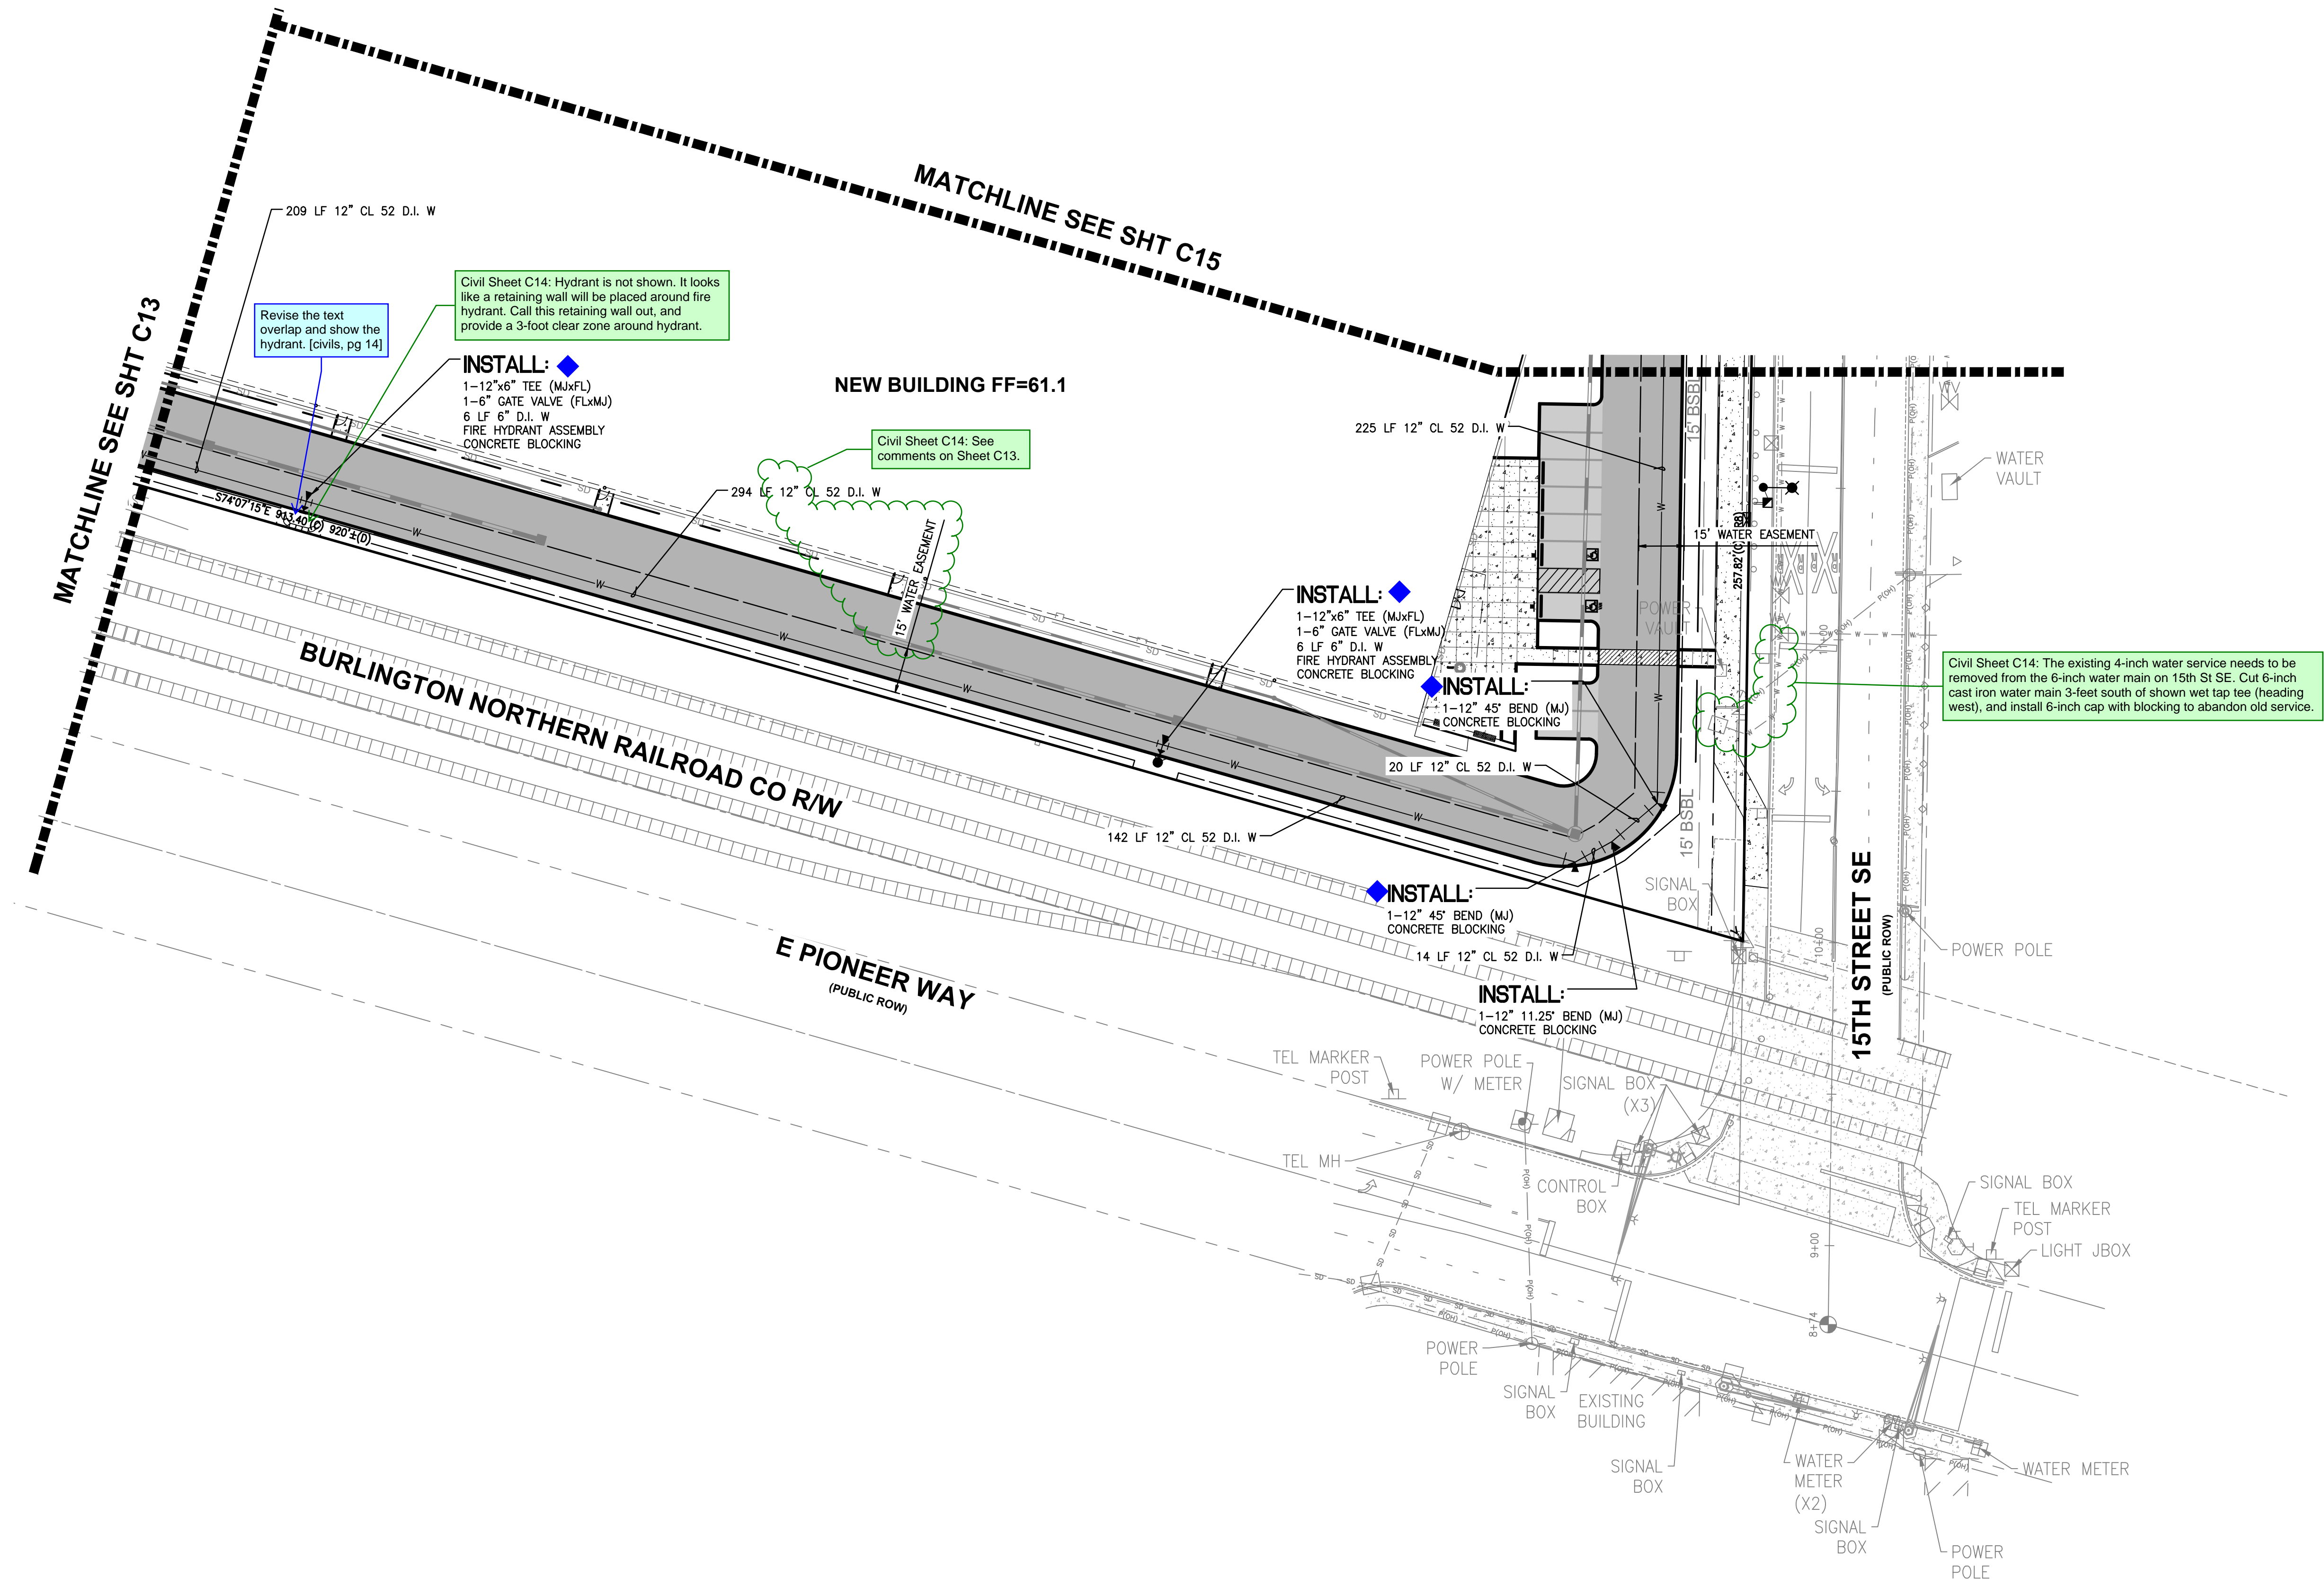 MATCHLINE SEE SHT C15
MATCHLINE SEE SHT C13
209 LF 12" CL 52 D.I. W
Revise the text
overlap and show the
hydrant. [civils, pg 14]
Civil Sheet C14: Hydrant is not shown. It looks
like a retaining wall will be placed around fire
hydrant. Call this retaining wall out, and
provide a 3-foot clear zone around hydrant.
INSTALL:
1-12"x6" TEE (MJxFL)
1-6" GATE VALVE (FLxMJ)
6 LF 6" D.I. W
FIRE HYDRANT ASSEMBLY
CONCRETE BLOCKING
NEW BUILDING FF=61.1
Civil Sheet C14: See
comments on Sheet C13.
294 LF 12" CL 52 D.I. W
15' WATER EASEMENT
S74°07'15"E 913.40'(C) 920'±(D)
225 LF 12" CL 52 D.I. W
15' BSBL
WATER
VAULT
15' WATER EASEMENT
POWER
VAULT
INSTALL:
1-12"x6" TEE (MJxFL)
1-6" GATE VALVE (FLxMJ)
6 LF 6" D.I. W
FIRE HYDRANT ASSEMBLY
CONCRETE BLOCKING
INSTALL:
1-12" 45° BEND (MJ)
CONCRETE BLOCKING
11+00
Civil Sheet C14: The existing 4-inch water service needs to be
removed from the 6-inch water main on 15th St SE. Cut 6-inch
cast iron water main 3-feet south of shown wet tap tee (heading
west), and install 6-inch cap with blocking to abandon old service.
20 LF 12" CL 52 D.I. W
142 LF 12" CL 52 D.I. W
15' BSBL
BURLINGTON NORTHERN RAILROAD CO R/W
INSTALL:
1-12" 45° BEND (MJ)
CONCRETE BLOCKING
SIGNAL
BOX
14 LF 12" CL 52 D.I. W
INSTALL:
1-12" 11.25° BEND (MJ)
CONCRETE BLOCKING
10+00
15TH STREET SE
(PUBLIC ROW)
POWER POLE
E PIONEER WAY
(PUBLIC ROW)
TEL MARKER
POST
POWER POLE
W/ METER
SIGNAL BOX
(X3)
TEL MH
CONTROL
BOX
SIGNAL BOX
TEL MARKER
POST
LIGHT JBOX
9+00
8+74
POWER
POLE
SIGNAL
BOX
EXISTING
BUILDING
SIGNAL
BOX
WATER
METER
(X2)
WATER METER
SIGNAL
BOX
POWER
POLE